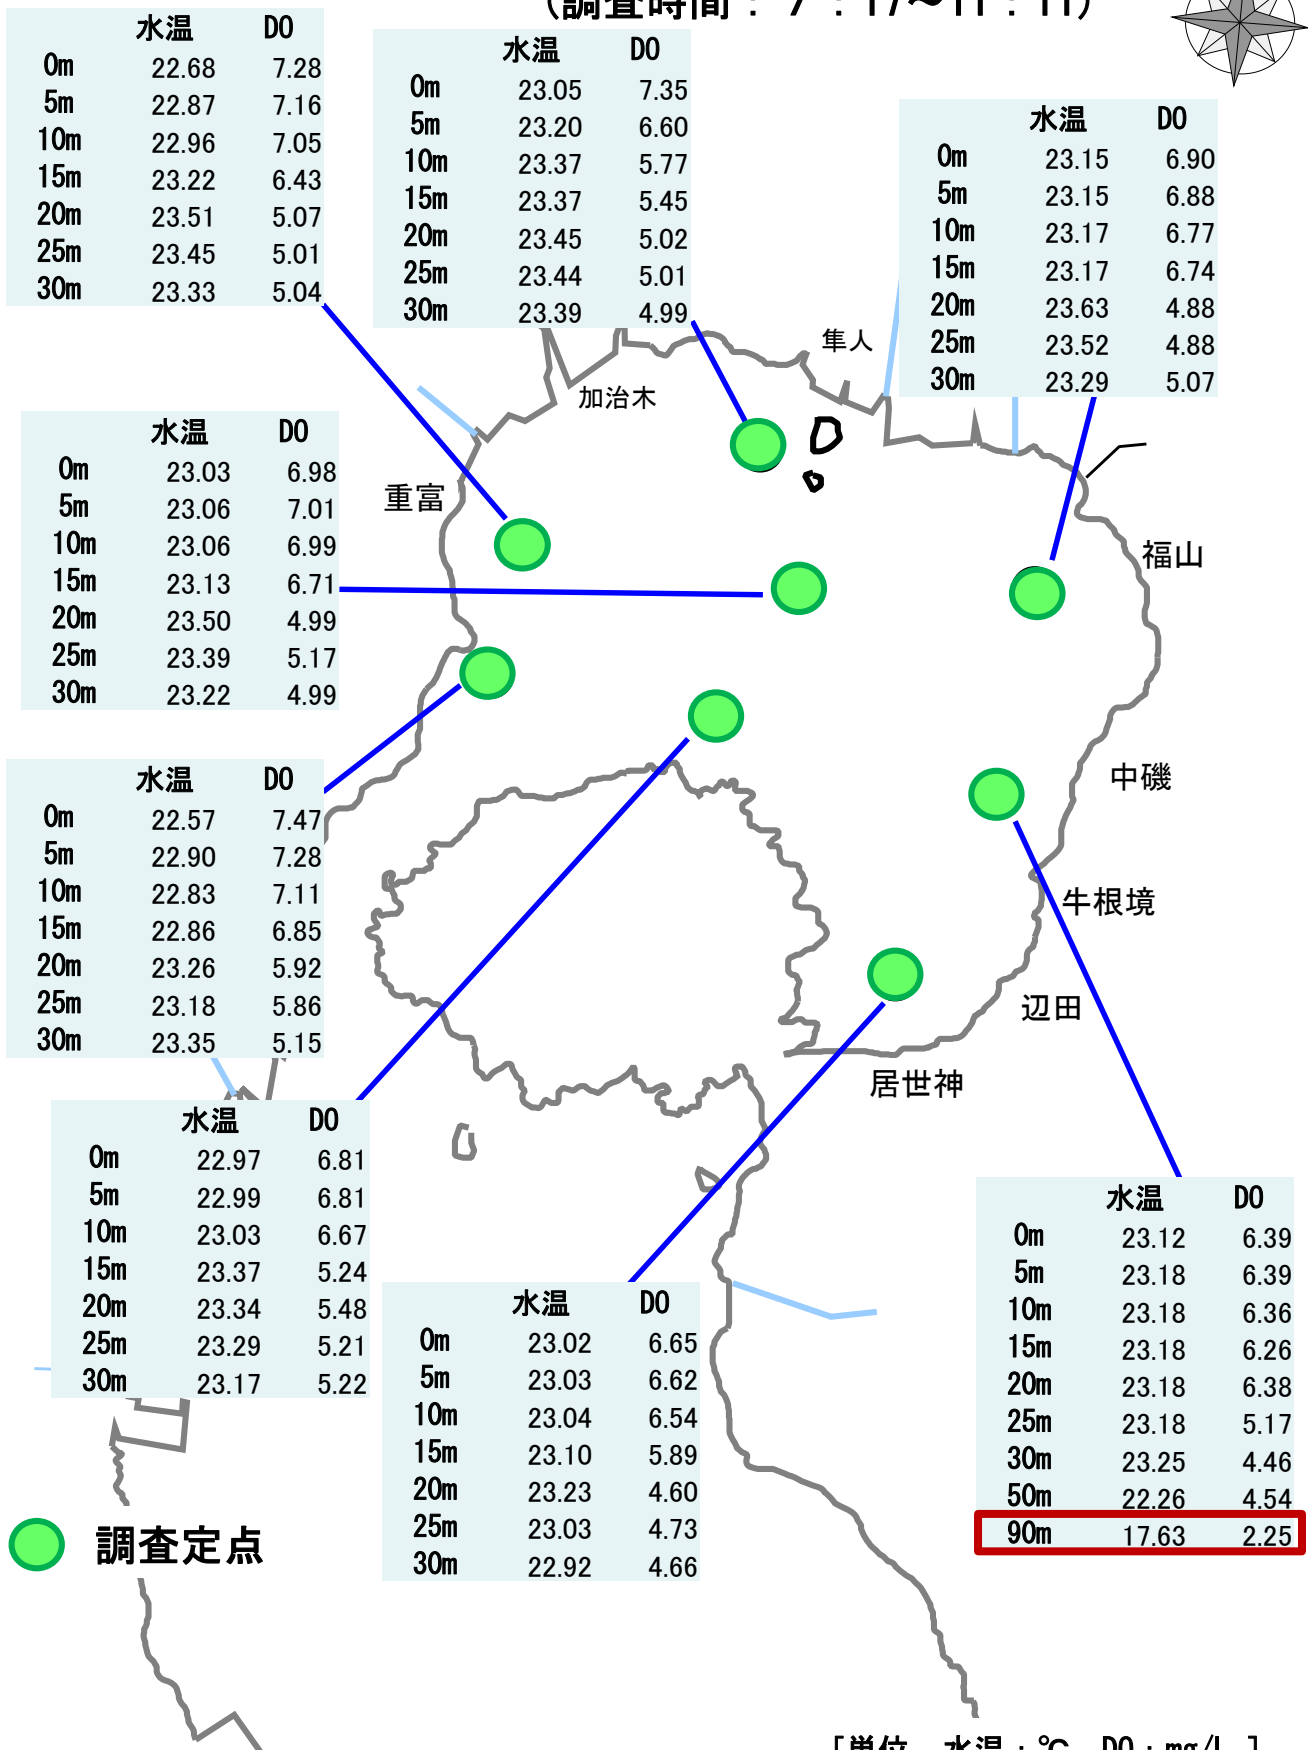 (調査時間：７：17～11：11)
水温 DO
0m 22.68 7.28
5m 22.87 7.16
10m 22.96 7.05
15m 23.22 6.43
20m 23.51 5.07
25m 23.45 5.01
30m 23.33 5.04
水温 DO
0m 23.05 7.35
5m 23.20 6.60
10m 23.37 5.77
15m 23.37 5.45
20m 23.45 5.02
25m 23.44 5.01
30m 23.39 4.99
水温 DO
0m 23.15 6.90
5m 23.15 6.88
10m 23.17 6.77
15m 23.17 6.74
20m 23.63 4.88
25m 23.52 4.88
30m 23.29 5.07
隼人
加治木
重富
福山
水温 DO
0m 23.03 6.98
5m 23.06 7.01
10m 23.06 6.99
15m 23.13 6.71
20m 23.50 4.99
25m 23.39 5.17
30m 23.22 4.99
中磯
牛根境
辺田
居世神
水温 DO
0m 22.57 7.47
5m 22.90 7.28
10m 22.83 7.11
15m 22.86 6.85
20m 23.26 5.92
25m 23.18 5.86
30m 23.35 5.15
水温 DO
0m 22.97 6.81
5m 22.99 6.81
10m 23.03 6.67
15m 23.37 5.24
20m 23.34 5.48
25m 23.29 5.21
30m 23.17 5.22
水温 DO
0m 23.02 6.65
5m 23.03 6.62
10m 23.04 6.54
15m 23.10 5.89
20m 23.23 4.60
25m 23.03 4.73
30m 22.92 4.66
水温 DO
0m 23.12 6.39
5m 23.18 6.39
10m 23.18 6.36
15m 23.18 6.26
20m 23.18 6.38
25m 23.18 5.17
30m 23.25 4.46
50m 22.26 4.54
90m 17.63 2.25
調査定点
[単位 水温：℃ DO：mg/L ]